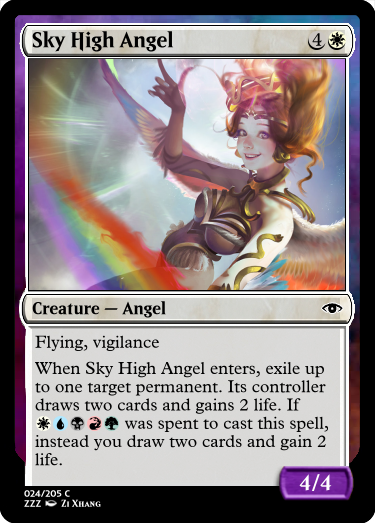 Sky High Angel 4
Creature — Angel
Flying, vigilance
When Sky High Angel enters, exile up
to one target permanent. Its controller
draws two cards and gains 2 life. If
was spent to cast this spell,
instead you draw two cards and gain 2
life.
4/4
024/205 C
ZZZ Zi Xhang